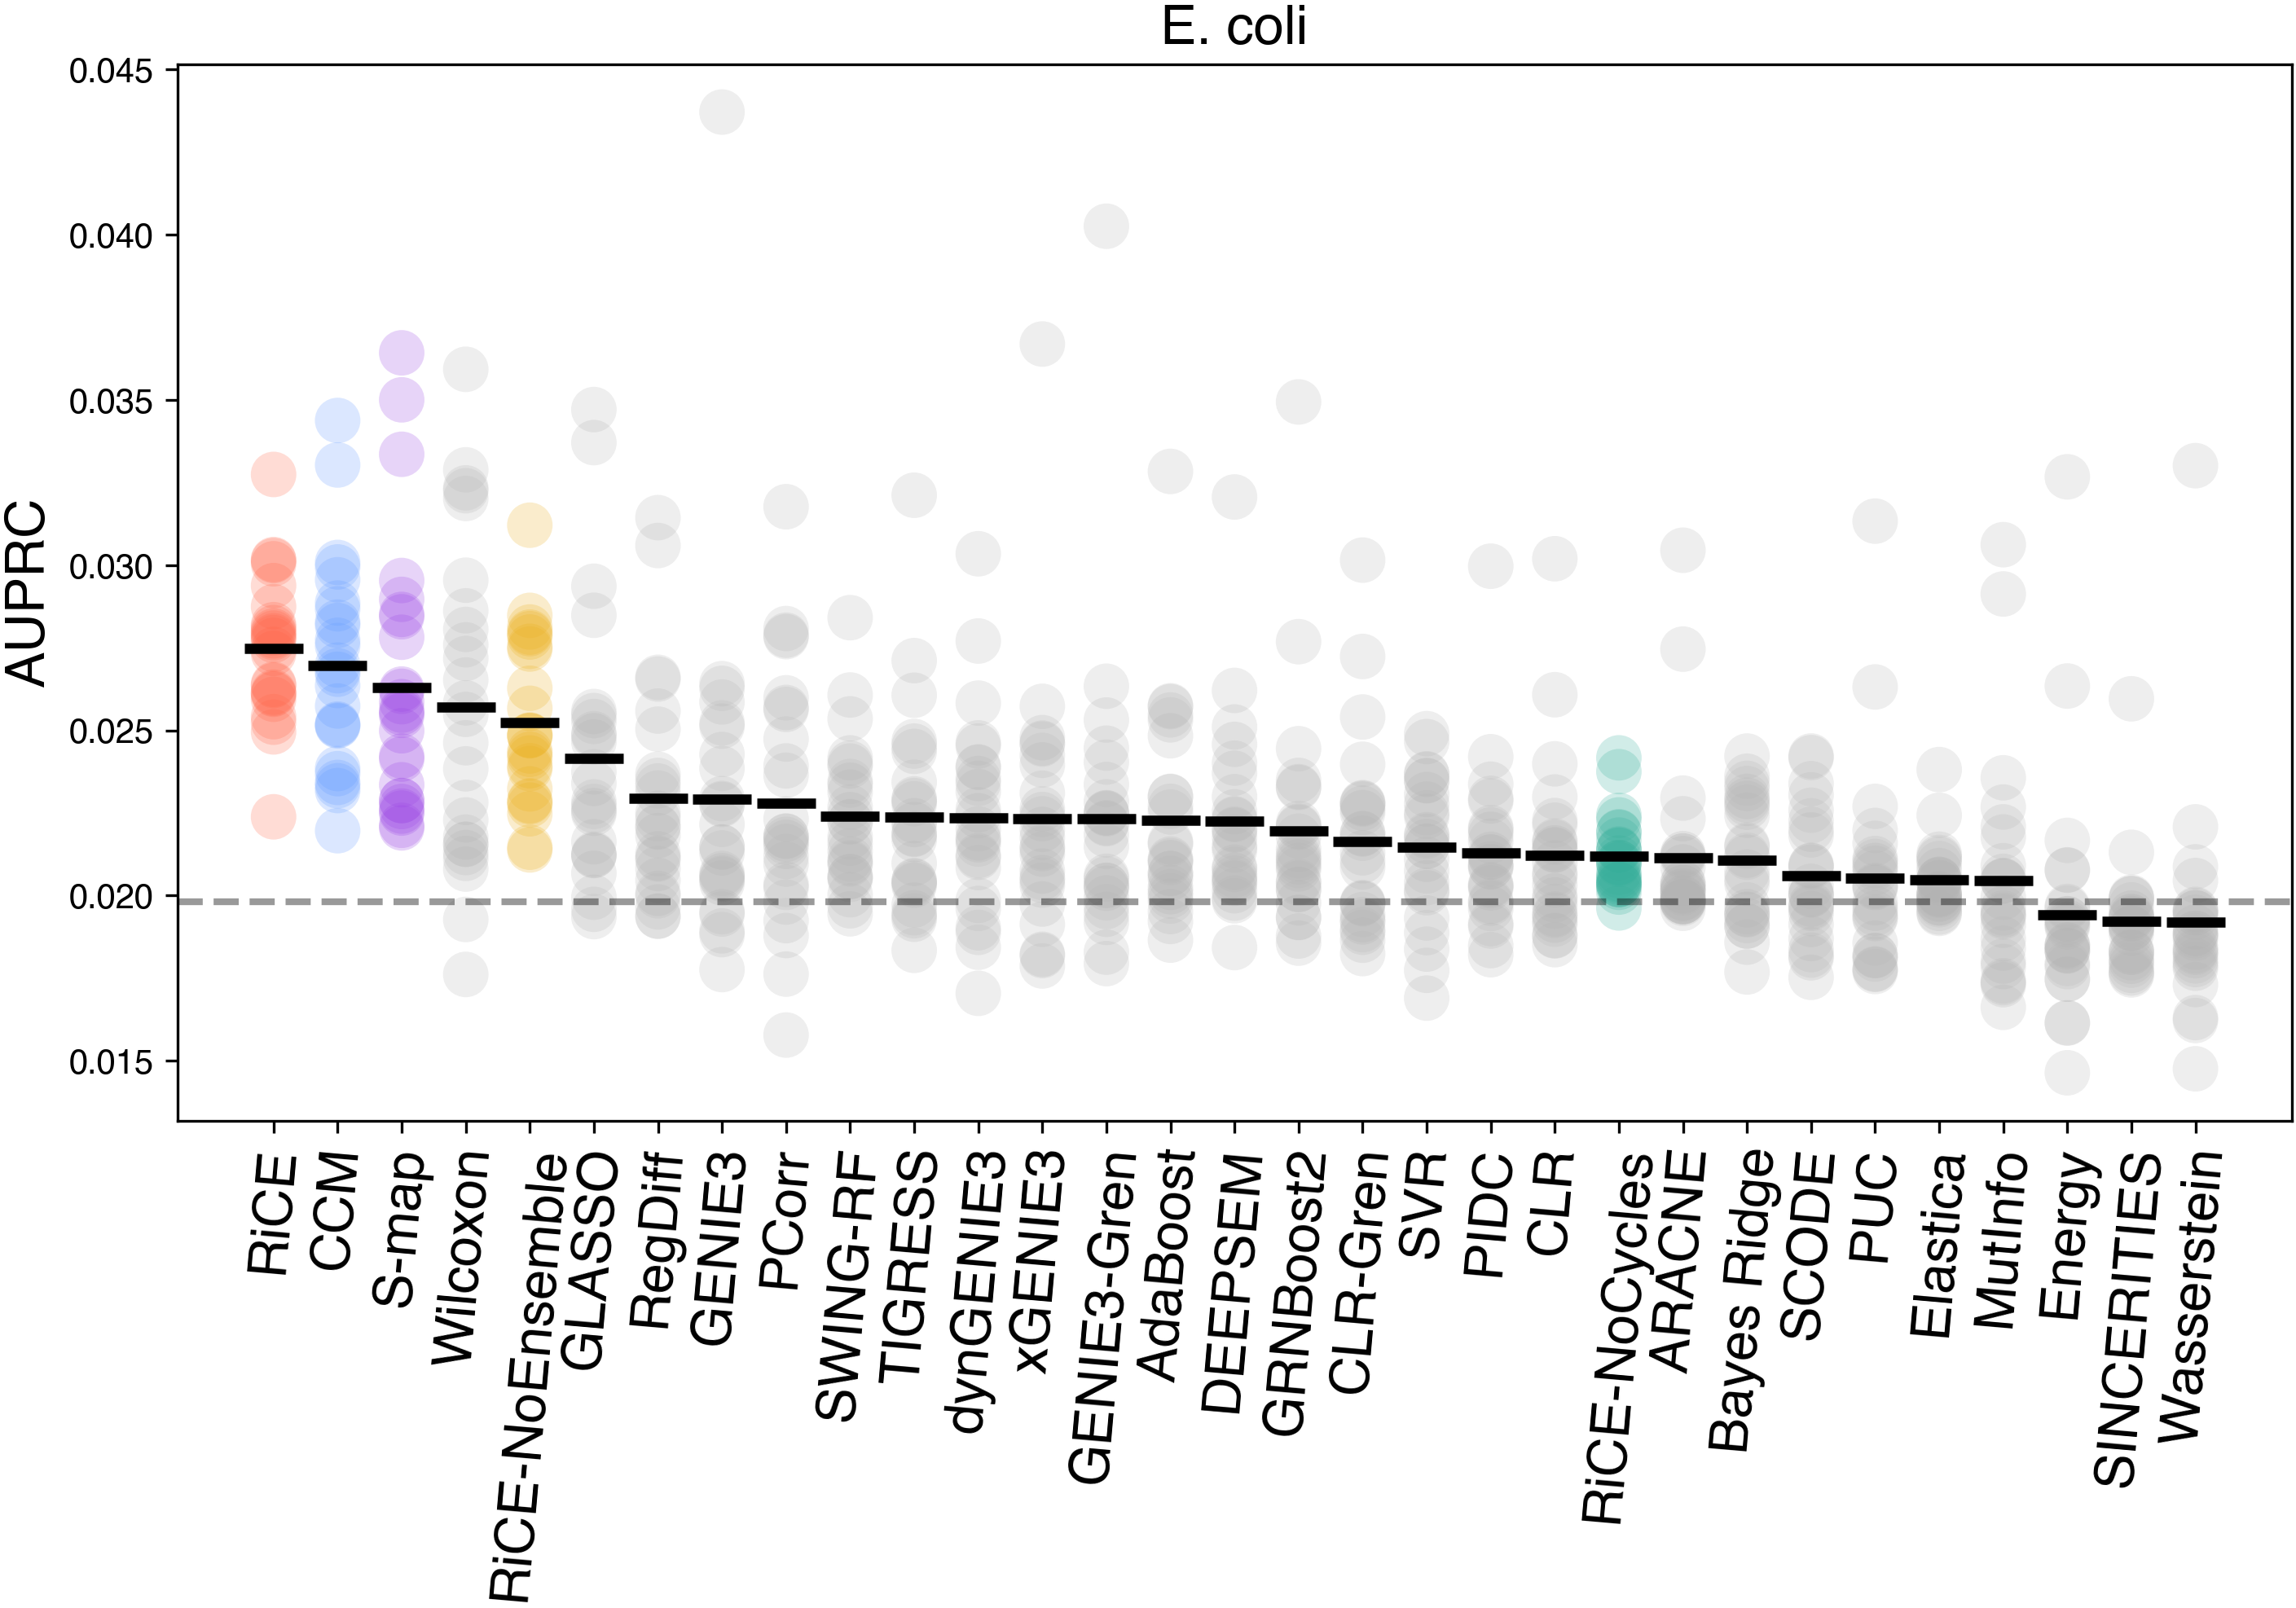 E. coli
AUPRC
0.045
0.040
0.035
0.030
0.025
0.020
0.015
RiCE
CCM
S-map
Wilcoxon
RiCE-NoEnsemble
GLASSO
RegDiff
GENIE3
PCorr
SWING-RF
TIGRESS
dynGENIE3
xGENIE3
GENIE3-Gren
AdaBoost
DEEPSEM
GRNBoost2
CLR-Gren
SVR
PIDC
CLR
RiCE-NoCycles
ARACNE
Bayes Ridge
SCODE
PUC
Elastica
MutInfo
Energy
SINCERITIES
Wasserstein